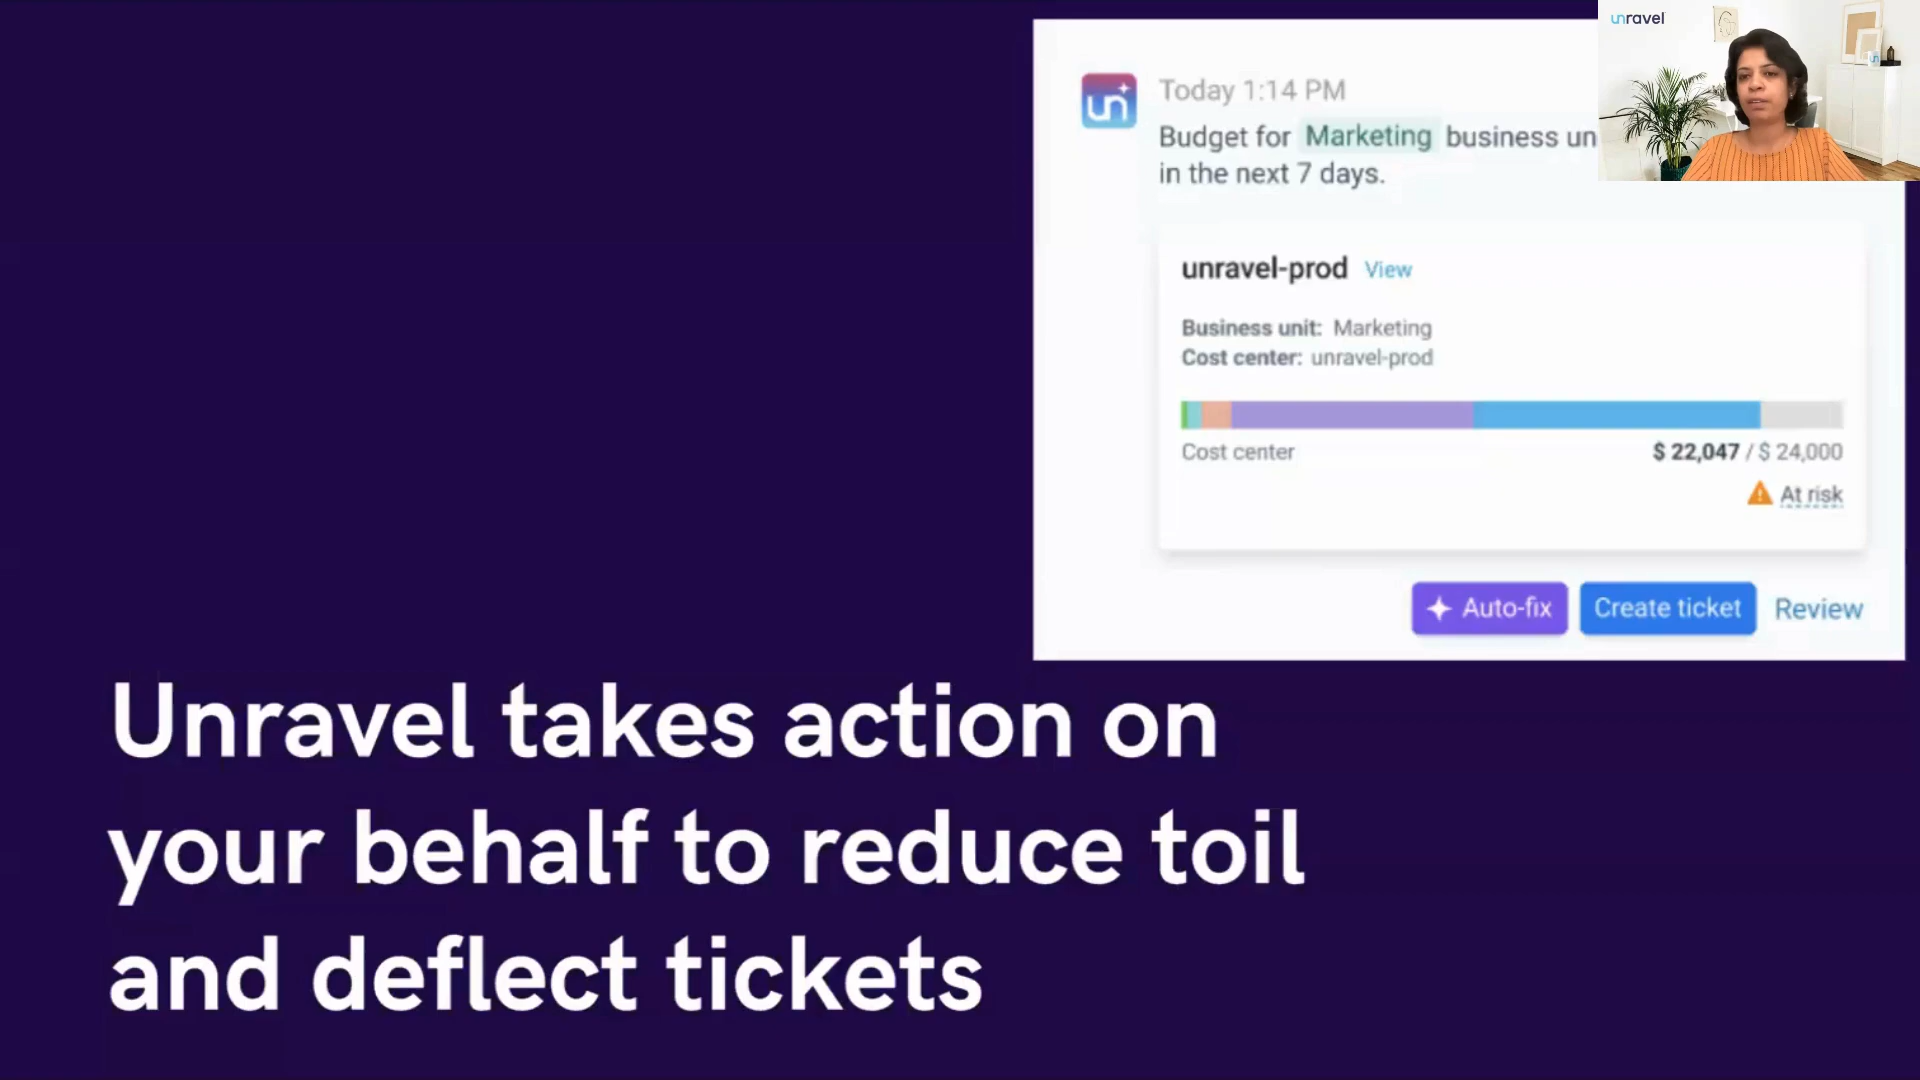 unravel
un
Today 1:14 PM
Budget for Marketing business un
in the next 7 days.
unravel-prod View
Business unit: Marketing
Cost center: unravel-prod
Cost center $ 22,047 / $ 24,000
At risk
Auto-fix Create ticket Review
Unravel takes action on
your behalf to reduce toil
and deflect tickets